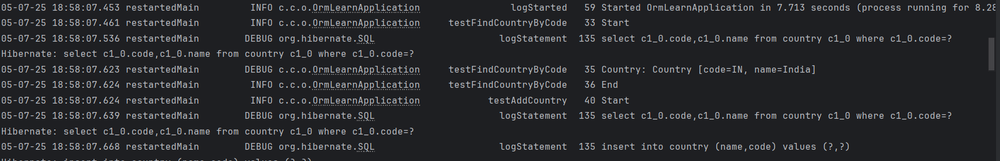 05-07-25 18:58:07.453 restartedMain INFO c.c.o.OrmLearnApplication logStarted 59 Started OrmLearnApplication in 7.713 seconds (process running for 8.28
05-07-25 18:58:07.461 restartedMain INFO c.c.o.OrmLearnApplication testFindCountryByCode 33 Start
05-07-25 18:58:07.536 restartedMain DEBUG org.hibernate.SQL logStatement 135 select c1_0.code,c1_0.name from country c1_0 where c1_0.code=?
Hibernate: select c1_0.code,c1_0.name from country c1_0 where c1_0.code=?
05-07-25 18:58:07.623 restartedMain DEBUG c.c.o.OrmLearnApplication testFindCountryByCode 35 Country: Country [code=IN, name=India]
05-07-25 18:58:07.624 restartedMain INFO c.c.o.OrmLearnApplication testFindCountryByCode 36 End
05-07-25 18:58:07.624 restartedMain INFO c.c.o.OrmLearnApplication testAddCountry 40 Start
05-07-25 18:58:07.639 restartedMain DEBUG org.hibernate.SQL logStatement 135 select c1_0.code,c1_0.name from country c1_0 where c1_0.code=?
Hibernate: select c1_0.code,c1_0.name from country c1_0 where c1_0.code=?
05-07-25 18:58:07.668 restartedMain DEBUG org.hibernate.SQL logStatement 135 insert into country (name,code) values (?,?)
Hibernate: insert into country (name,code) values (?,?)